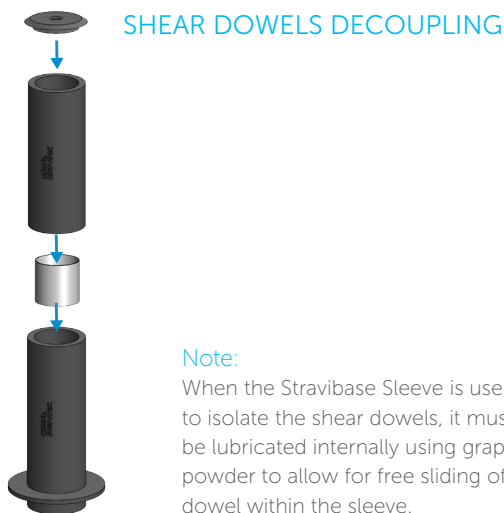 SHEAR DOWELS DECOUPLING
Note:
When the Stravibase Sleeve is use
to isolate the shear dowels, it mus
be lubricated internally using grap
powder to allow for free sliding of
dowel within the sleeve.